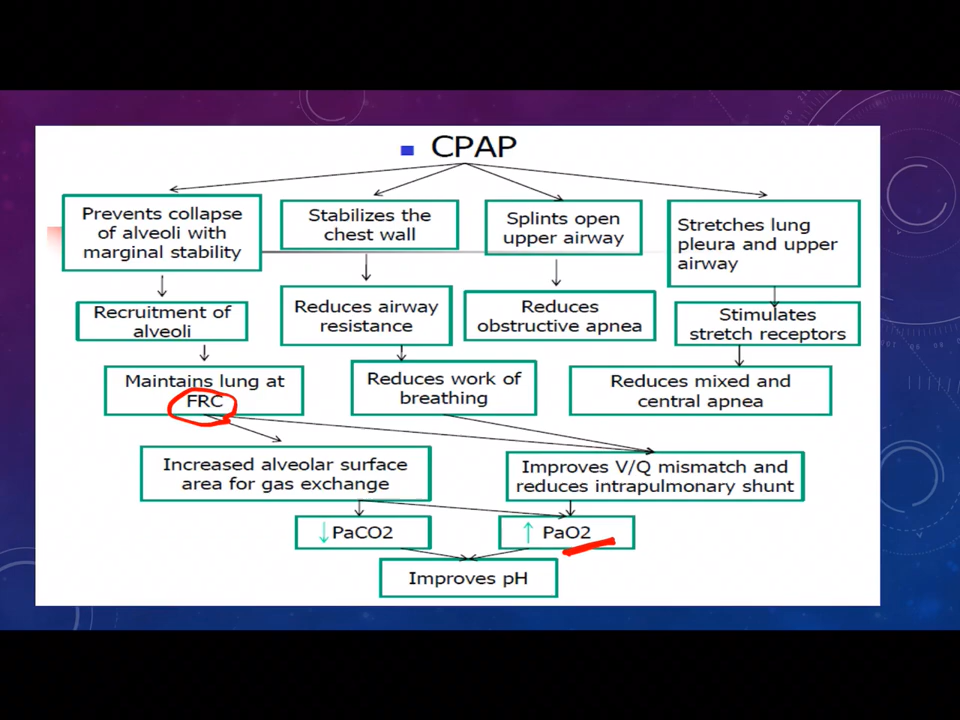 CPAP
Prevents collapse
of alveoli with
marginal stability
Stabilizes the
chest wall
Splints open
upper airway
Stretches lung
pleura and upper
airway
Recruitment of
alveoli
Reduces airway
resistance
Reduces
obstructive apnea
Stimulates
stretch receptors
Maintains lung at
FRC
Reduces work of
breathing
Reduces mixed and
central apnea
Increased alveolar surface
area for gas exchange
Improves V/Q mismatch and
reduces intrapulmonary shunt
↓ PaCO2
↑ PaO2
Improves pH